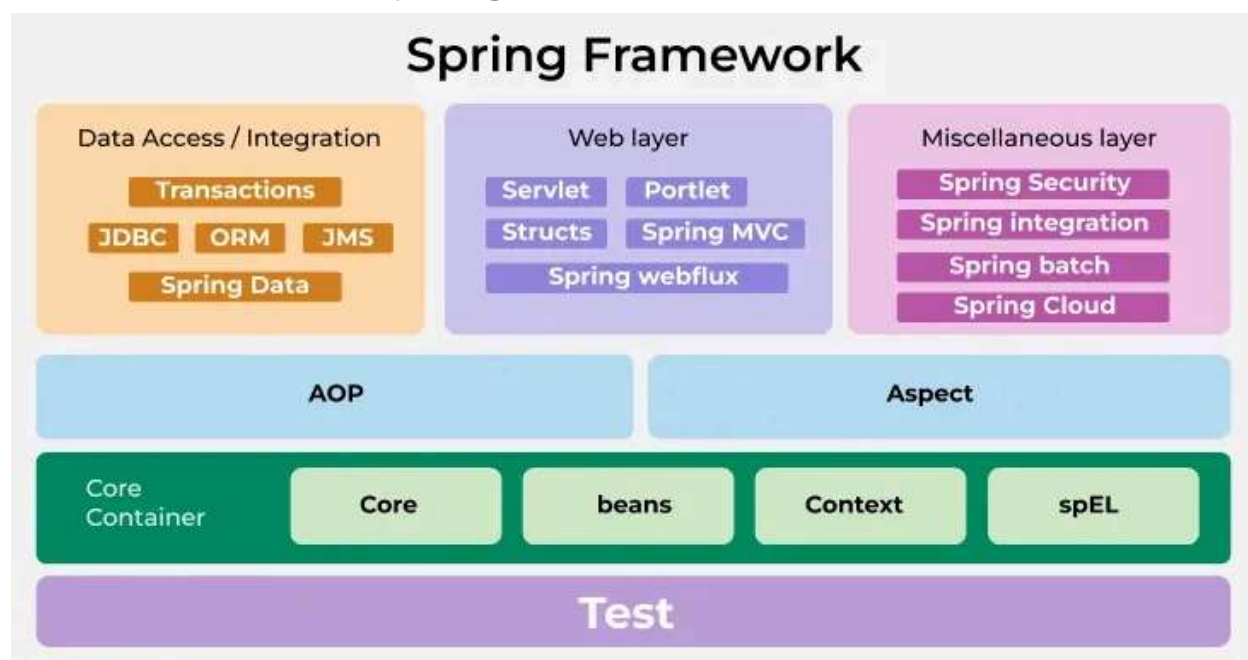 Spring Framework
Data Access / Integration
Transactions
JDBC ORM JMS
Spring Data
Web layer
Servlet Portlet
Structs Spring MVC
Spring webflux
Miscellaneous layer
Spring Security
Spring integration
Spring batch
Spring Cloud
AOP
Aspect
Core
Container
Core
beans
Context
spEL
Test